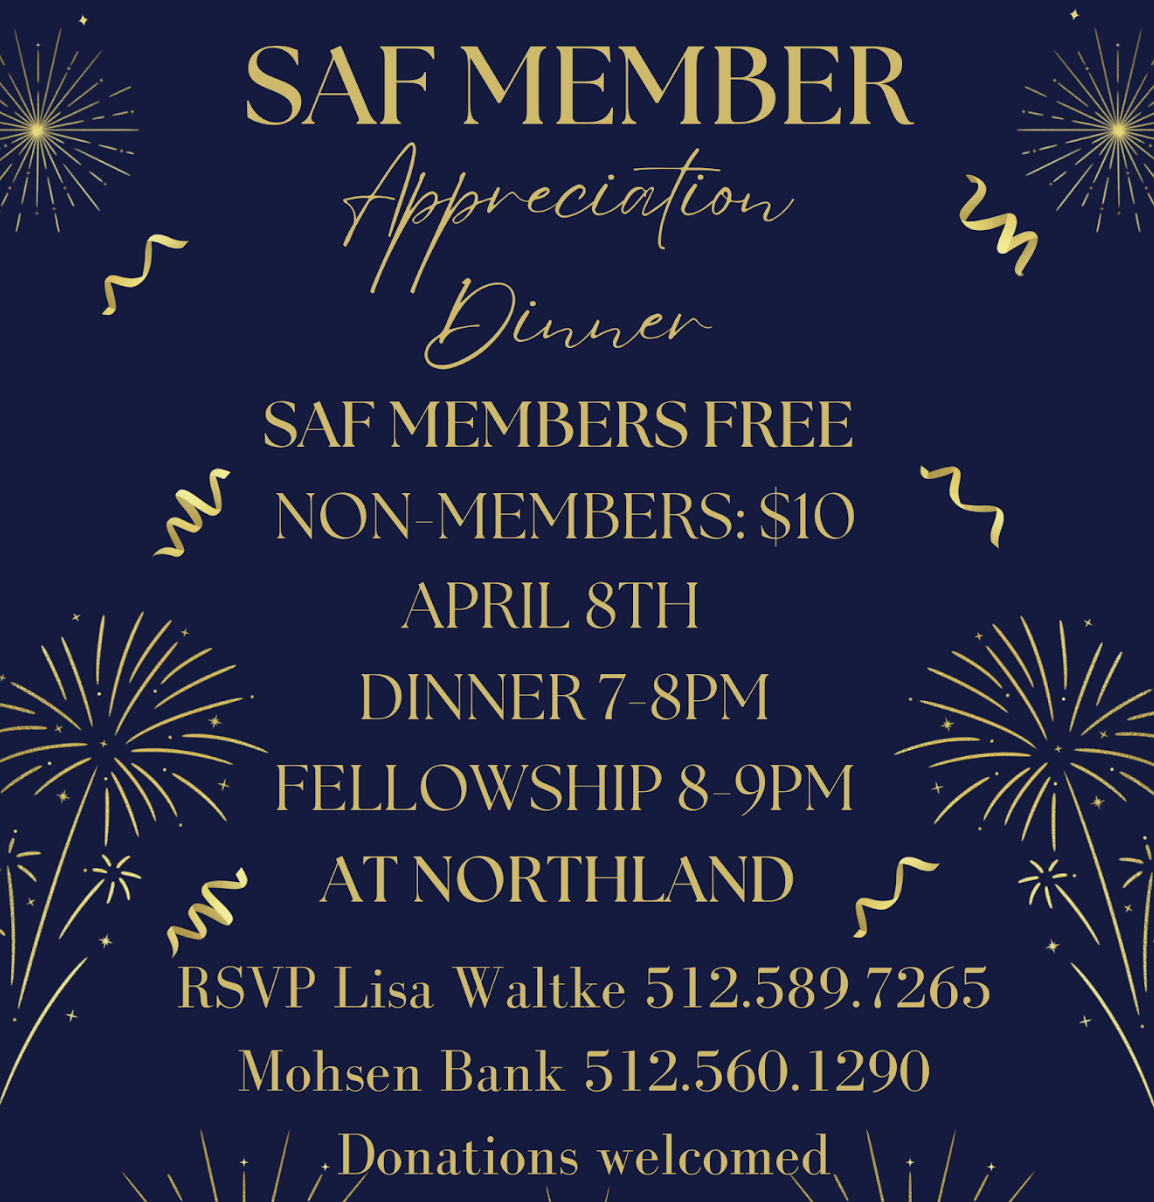 SAF MEMBER
Appreciation
Dinner
SAF MEMBERS FREE
NON-MEMBERS: $10
APRIL 8TH
DINNER 7-8PM
FELLOWSHIP 8-9PM
AT NORTHLAND
RSVP Lisa Waltke 512.589.7265
Mohsen Bank 512.560.1290
Donations welcomed